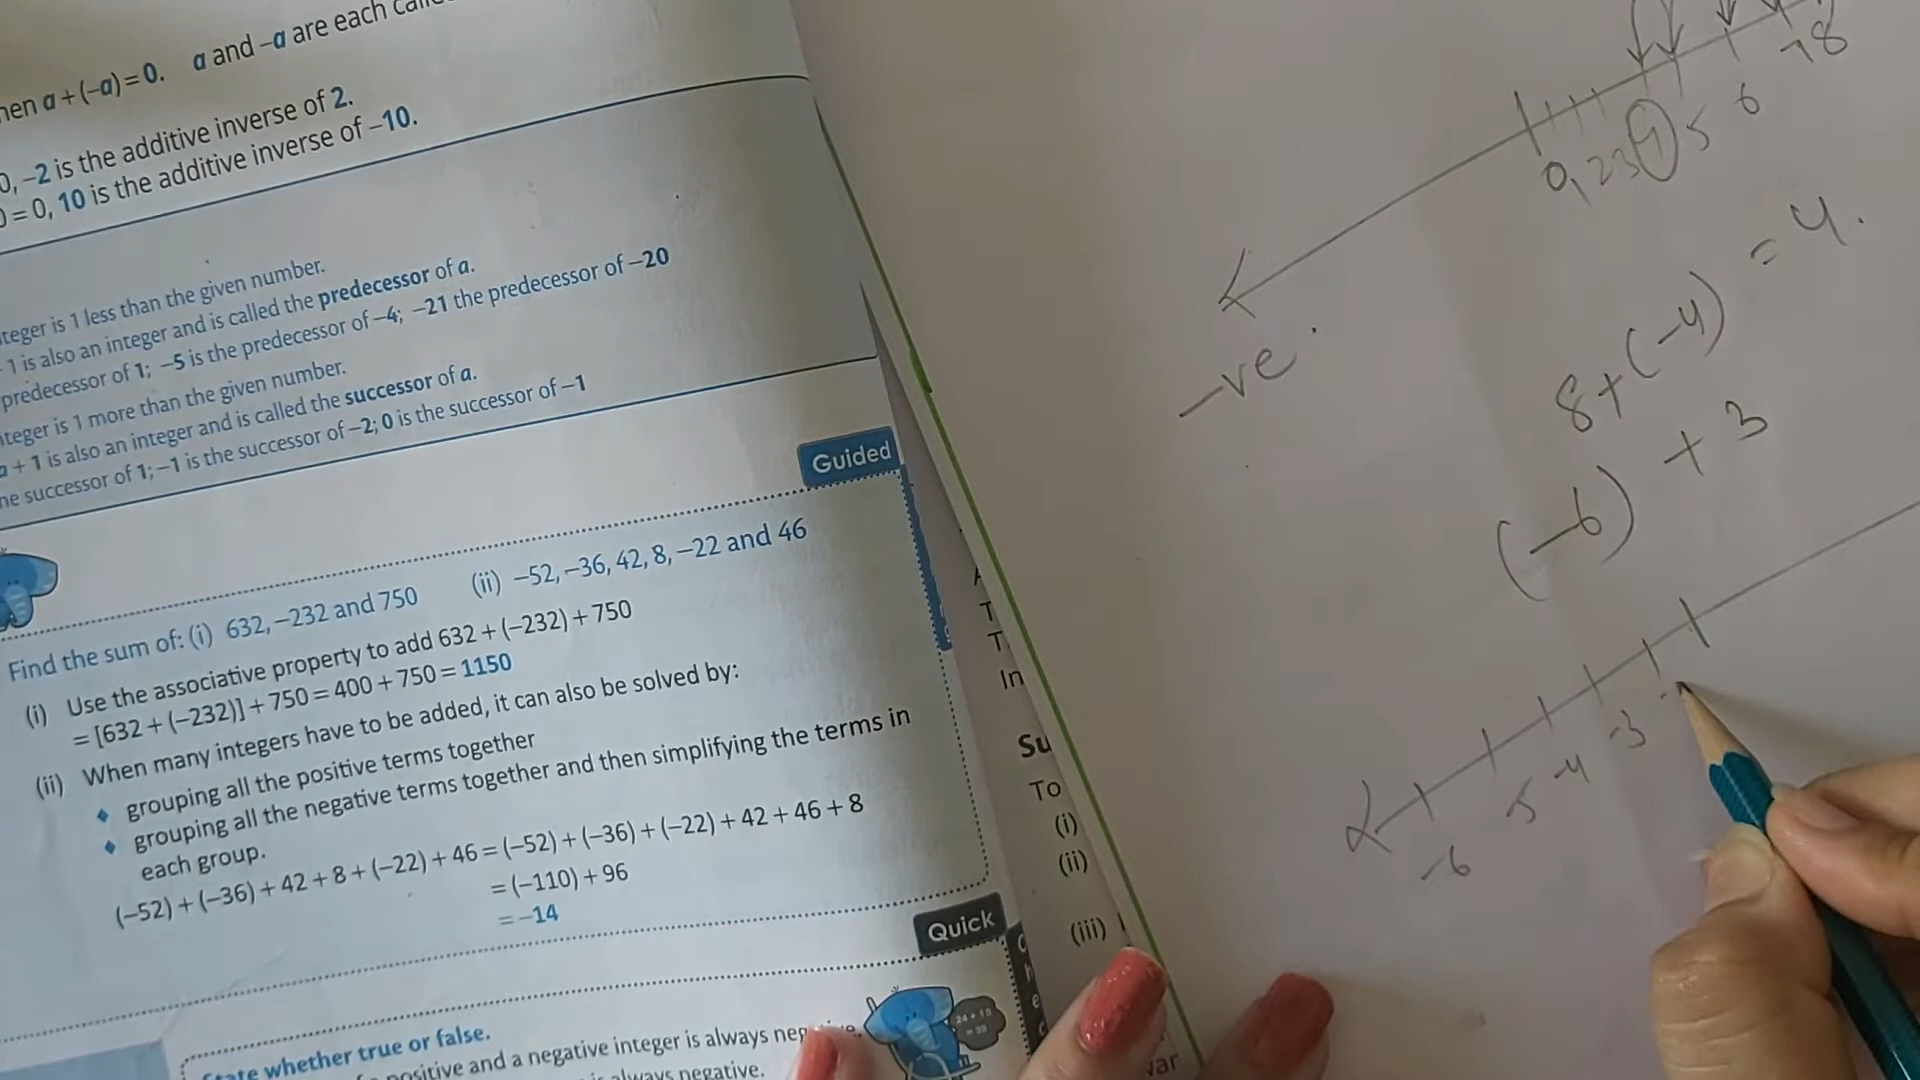 hen a+(–a)=0. a and –a are each
0, –2 is the additive inverse of 2.
0 = 0, 10 is the additive inverse of –10.
teger is 1 less than the given number.
1 is also an integer and is called the predecessor of a.
predecessor of 1; –5 is the predecessor of –4; –21 the predecessor of –20
teger is 1 more than the given number.
a + 1 is also an integer and is called the successor of a.
he successor of 1; –1 is the successor of –2; 0 is the successor of –1
Guided
Find the sum of: (i) 632, –232 and 750 (ii) –52, –36, 42, 8, –22 and 46
(i) Use the associative property to add 632 + (–232) + 750
= [632 + (–232)] + 750 = 400 + 750 = 1150
(ii) When many integers have to be added, it can also be solved by:
grouping all the positive terms together
grouping all the negative terms together and then simplifying the terms in
each group.
(–52) + (–36) + 42 + 8 + (–22) + 46 = (–52) + (–36) + (–22) + 42 + 46 + 8
= (–110) + 96
= –14
Quick
State whether true or false.
positive and a negative integer is always neg
is always negative.
24 + 15
= 39
T
T
In
Su
To
(i)
(ii)
(iii)
0 1 2 3 4 5 6 7 8
–ve
8+(–4) = 4.
(–6) + 3
–6 5 –4 -3